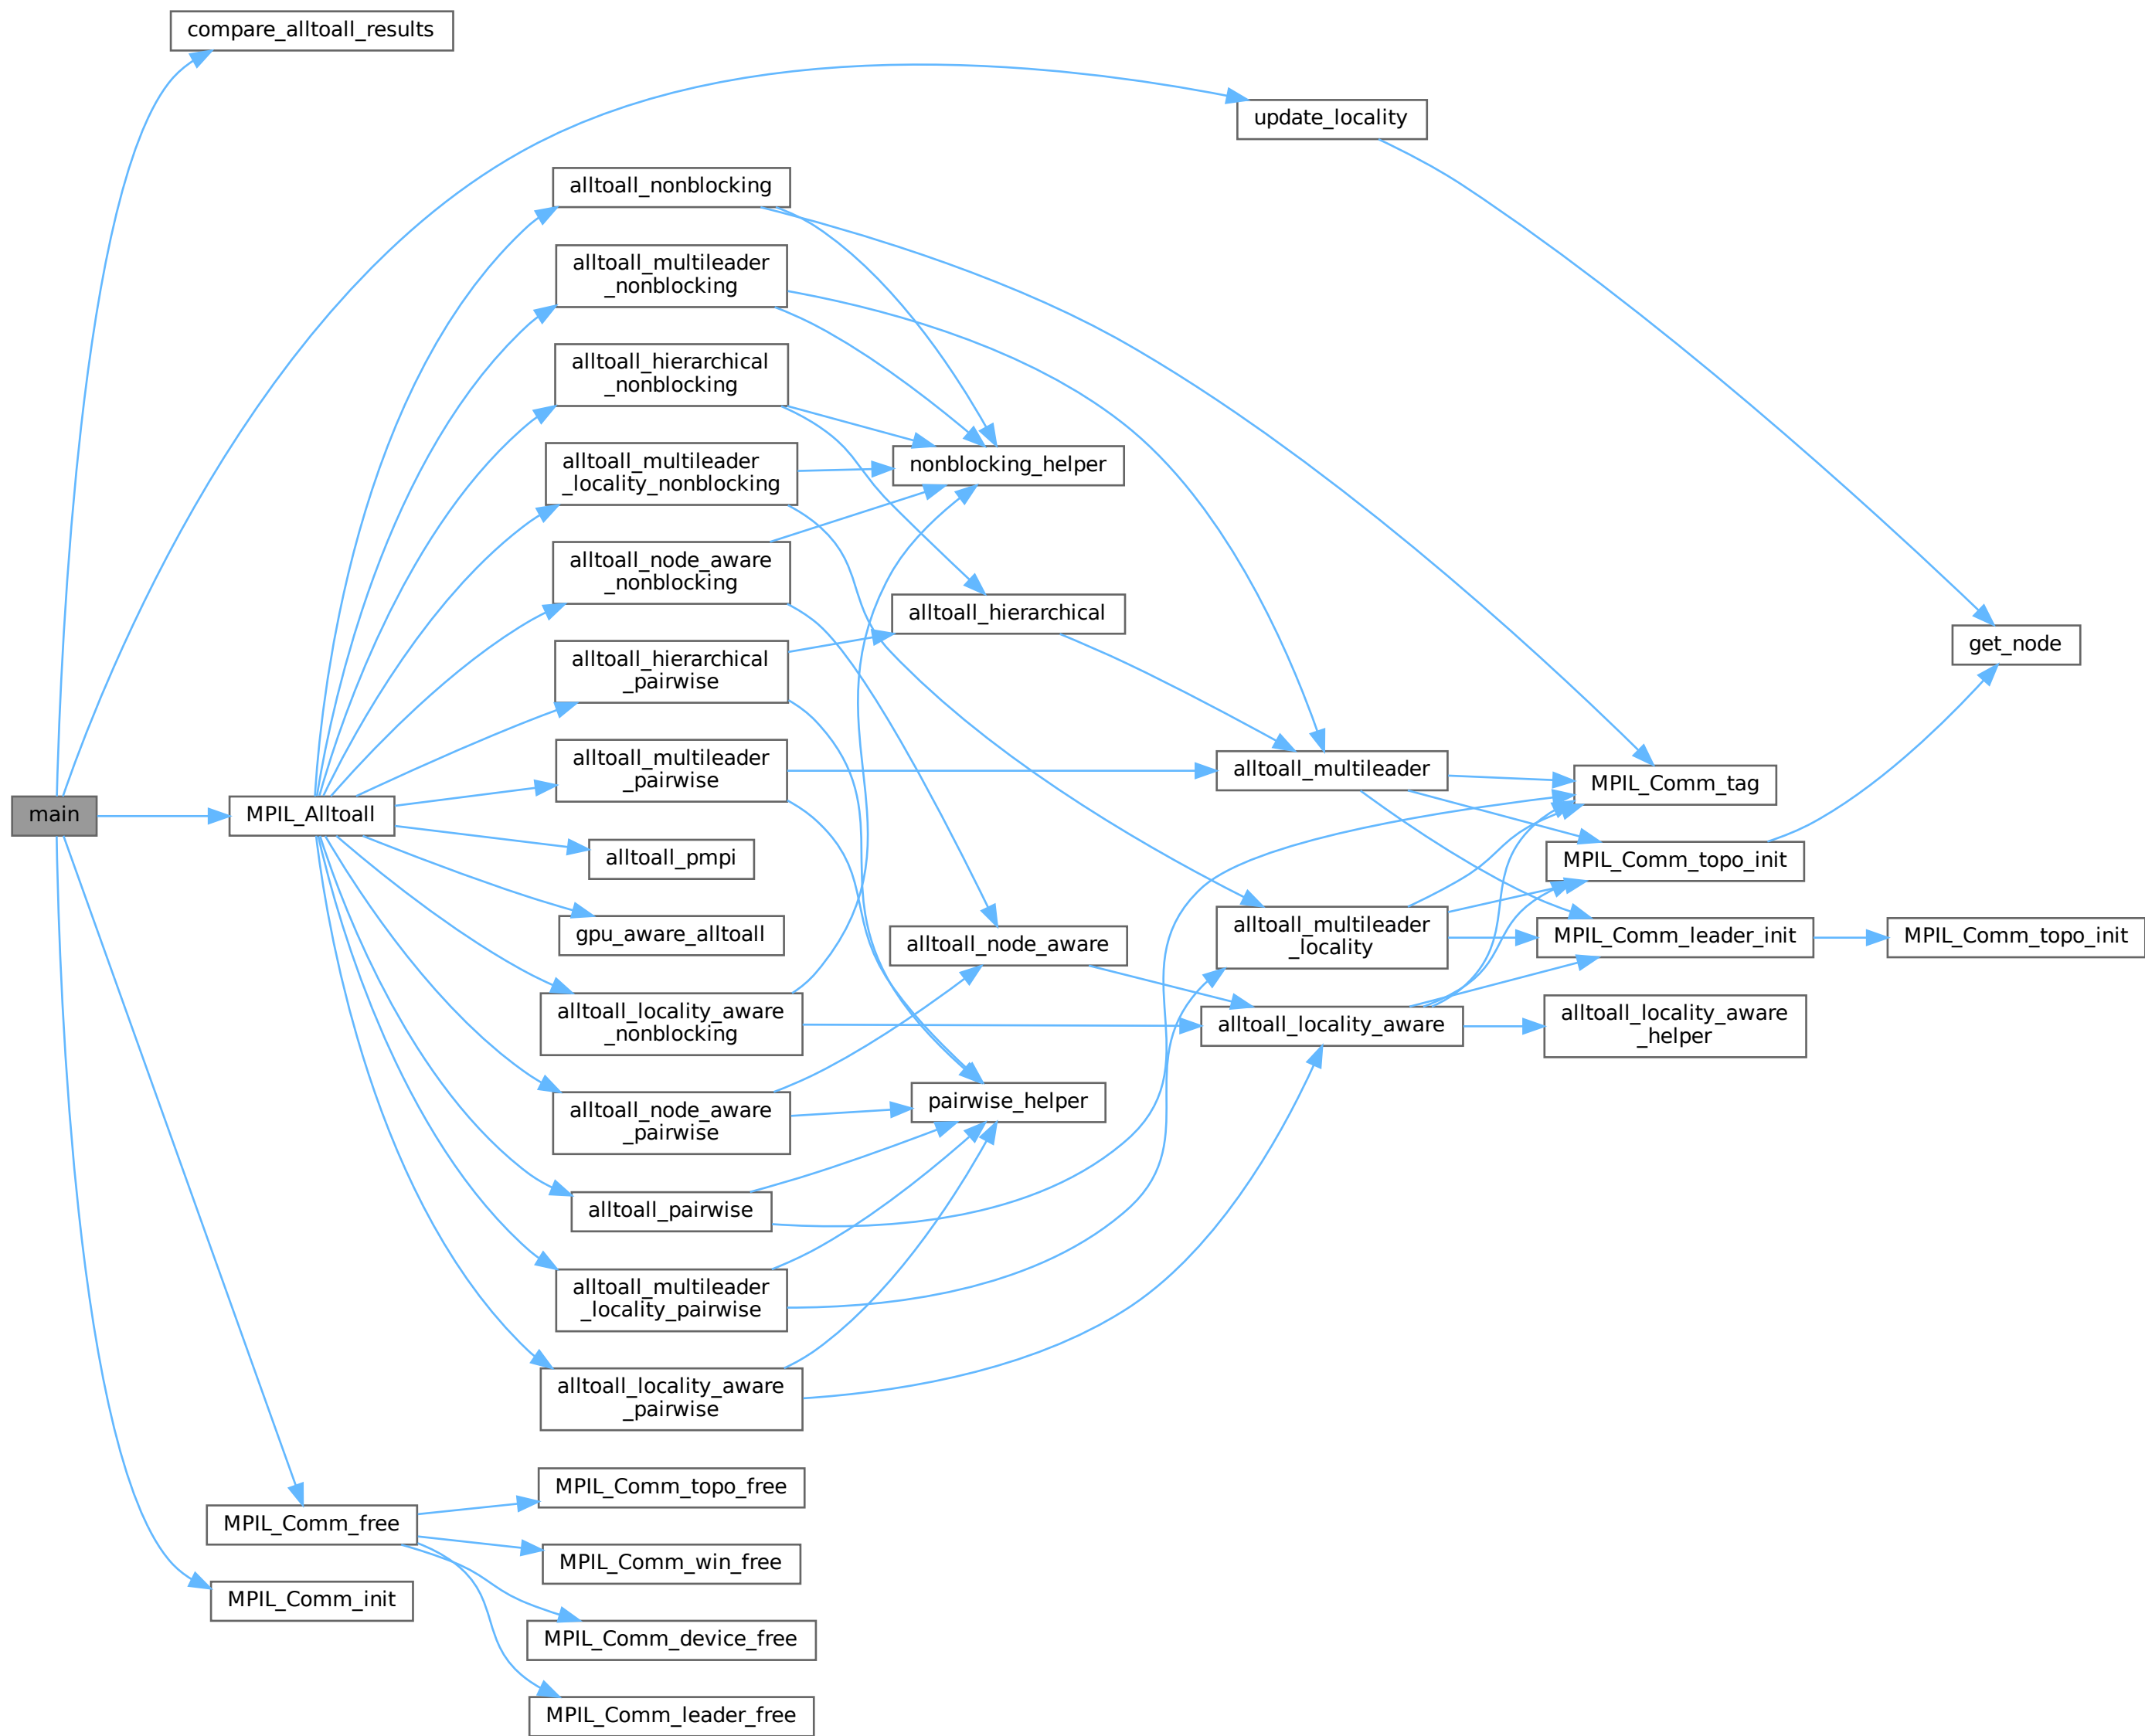 compare_alltoall_results
update_locality
alltoall_nonblocking
alltoall_multileader
_nonblocking
alltoall_hierarchical
_nonblocking
alltoall_multileader
_locality_nonblocking
nonblocking_helper
alltoall_node_aware
_nonblocking
alltoall_hierarchical
get_node
alltoall_hierarchical
_pairwise
alltoall_multileader
_pairwise
alltoall_multileader
MPIL_Comm_tag
main
MPIL_Alltoall
alltoall_pmpi
MPIL_Comm_topo_init
gpu_aware_alltoall
alltoall_node_aware
alltoall_multileader
_locality
MPIL_Comm_leader_init
MPIL_Comm_topo_init
alltoall_locality_aware
_nonblocking
alltoall_locality_aware
alltoall_locality_aware
_helper
alltoall_node_aware
_pairwise
pairwise_helper
alltoall_pairwise
alltoall_multileader
_locality_pairwise
alltoall_locality_aware
_pairwise
MPIL_Comm_topo_free
MPIL_Comm_free
MPIL_Comm_win_free
MPIL_Comm_init
MPIL_Comm_device_free
MPIL_Comm_leader_free